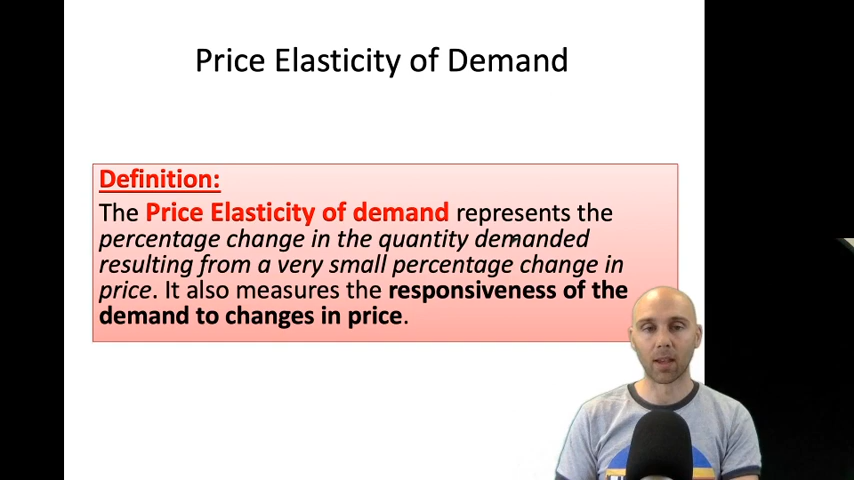 Price Elasticity of Demand
Definition:
The Price Elasticity of demand represents the
percentage change in the quantity demanded
resulting from a very small percentage change in
price. It also measures the responsiveness of the
demand to changes in price.